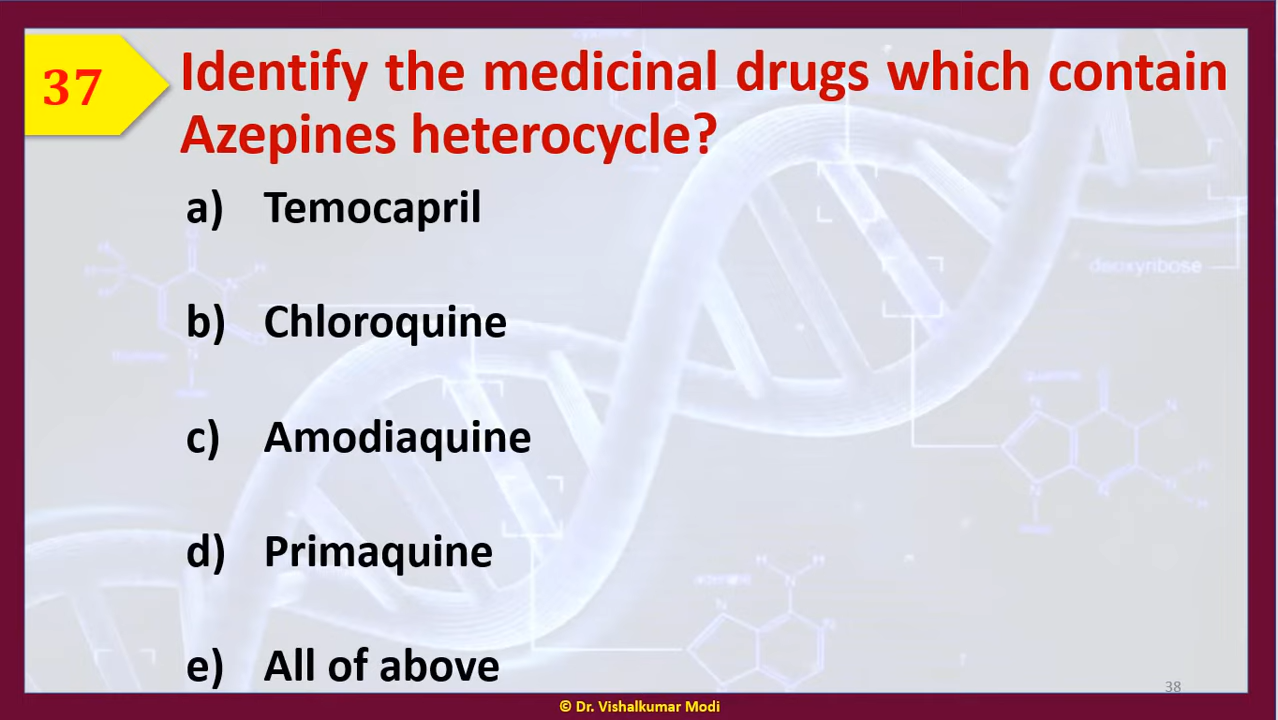 37
Identify the medicinal drugs which contain
Azepines heterocycle?
a) Temocapril
b) Chloroquine
c) Amodiaquine
d) Primaquine
e) All of above
deoxyribose
38
© Dr. Vishalkumar Modi